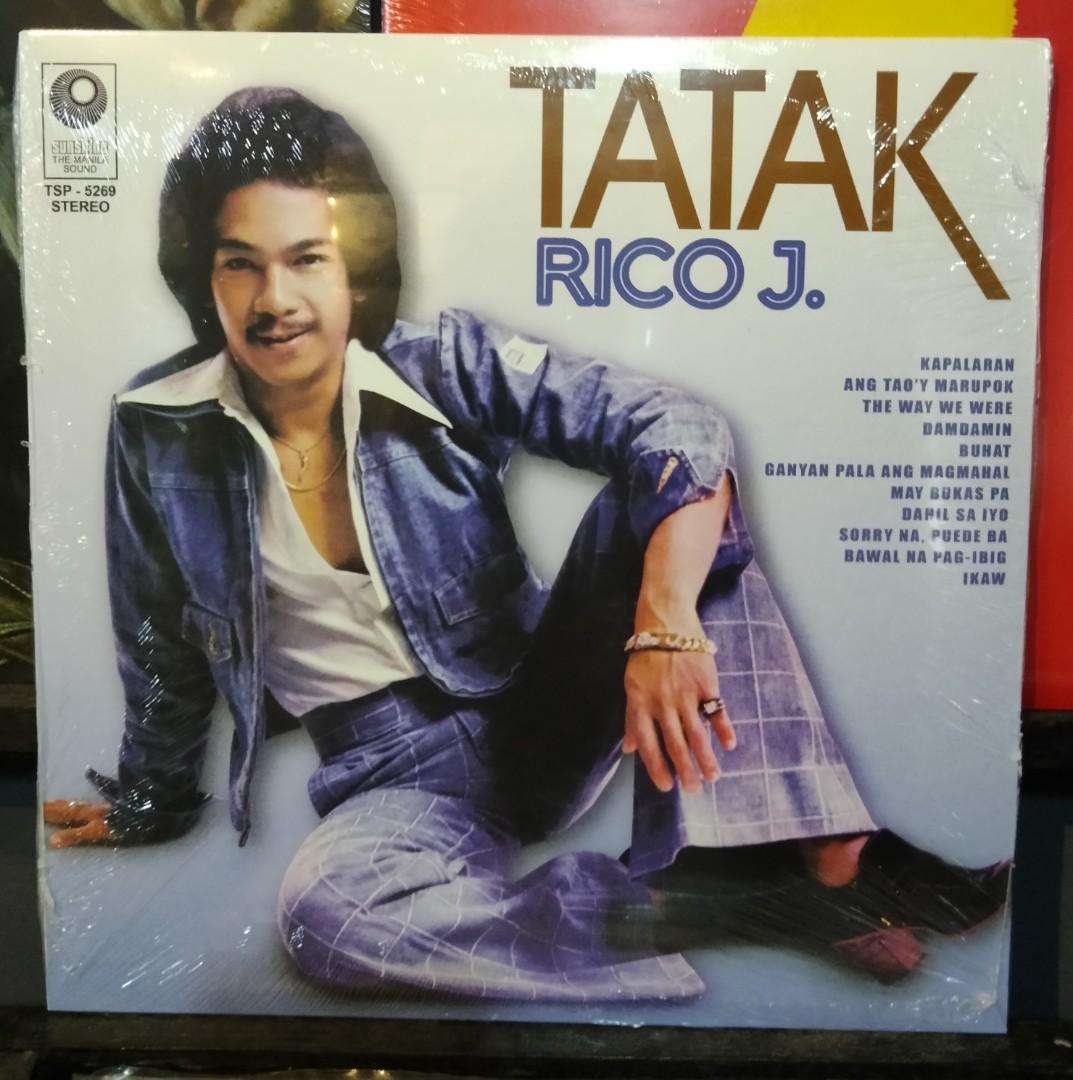 sunshine
THE MANILA
SOUND
TSP - 5269
STEREO
TATAK
RICO J.
KAPALARAN
ANG TAO'Y MARUPOK
THE WAY WE WERE
DAMDAMIN
BUHAT
GANYAN PALA ANG MAGMAHAL
MAY BUKAS PA
DAHIL SA IYO
SORRY NA, PUEDE BA
BAWAL NA PAG-IBIG
IKAW